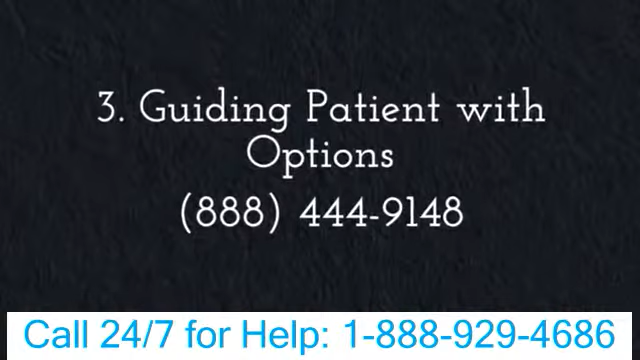 3. Guiding Patient with
Options
(888) 444-9148
Call 24/7 for Help: 1-888-929-4686